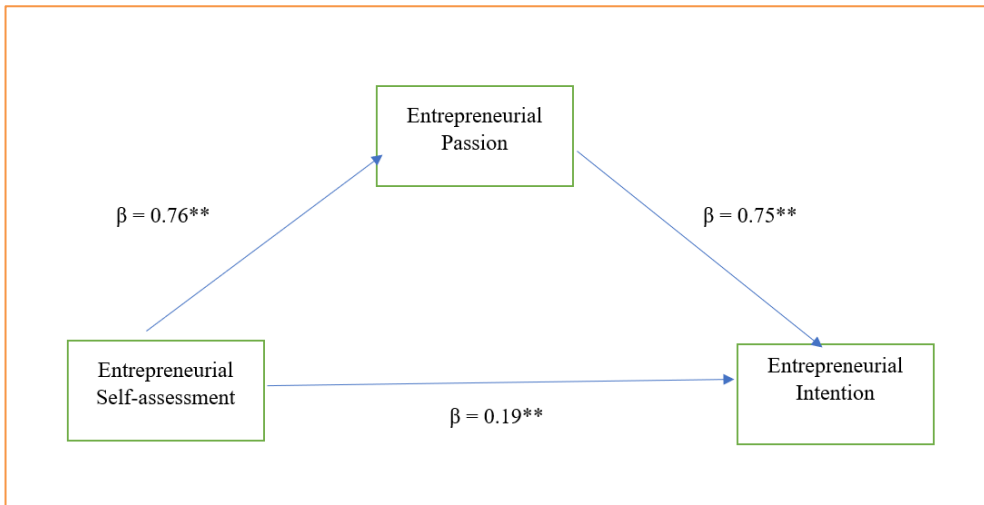 Entrepreneurial
Passion
β = 0.76**
β = 0.75**
Entrepreneurial
Self-assessment
Entrepreneurial
Intention
β = 0.19**